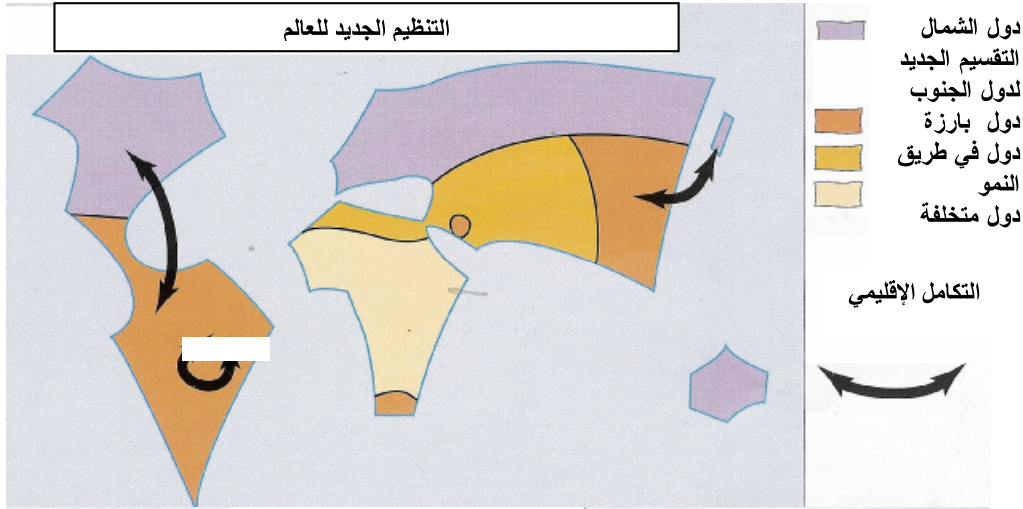 التنظيم الجديد للعالم
دول الشمال
التقسيم الجديد
لدول الجنوب
دول بارزة
دول في طريق
النمو
دول متخلفة
التكامل الإقليمي